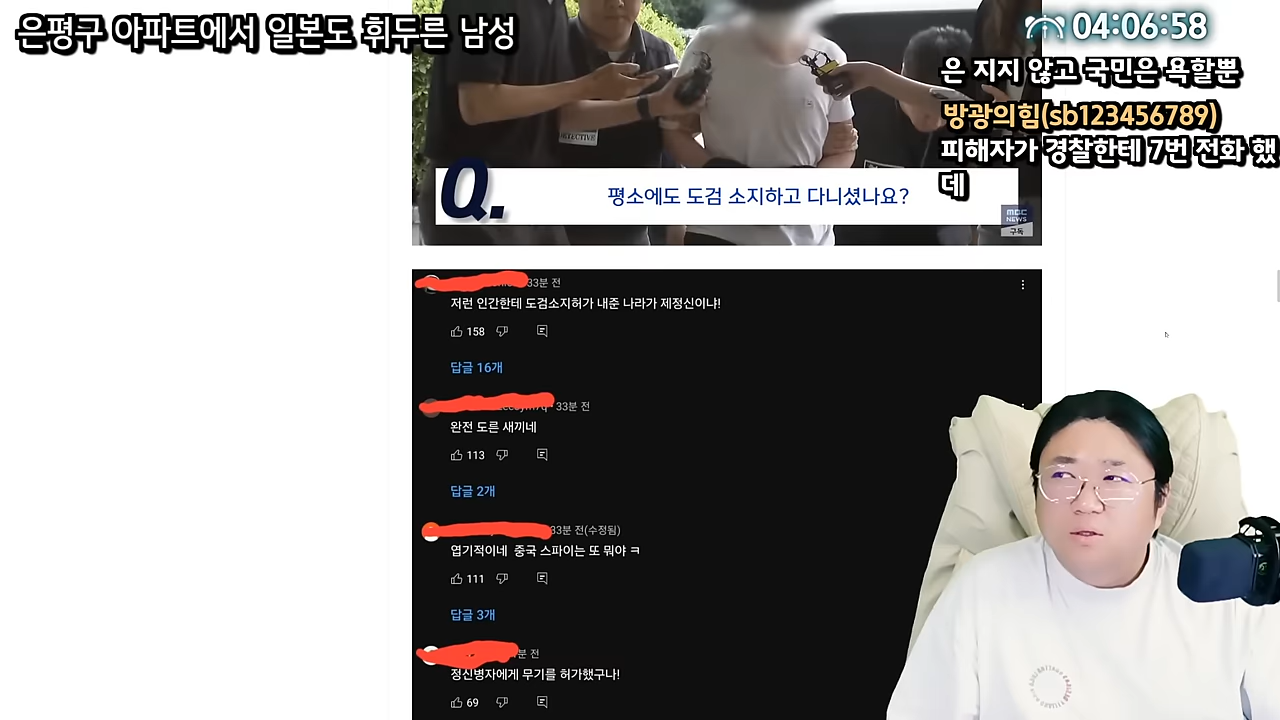 은평구 아파트에서 일본도 휘두른 남성
04:06:58
은 지지 않고 국민은 욕할뿐
방광의힘(sb123456789)
피해자가 경찰한테 7번 전화 했
데
DETECTIVE
Q.
평소에도 도검 소지하고 다니셨나요?
MBC
NEWS
구독
33분 전
저런 인간한테 도검소지허가 내준 나라가 제정신이냐!
158
답글 16개
33분 전
완전 도른 새끼네
113
답글 2개
33분 전(수정됨)
엽기적이네 중국 스파이는 또 뭐야 ㅋ
111
답글 3개
분 전
정신병자에게 무기를 허가했구나!
69